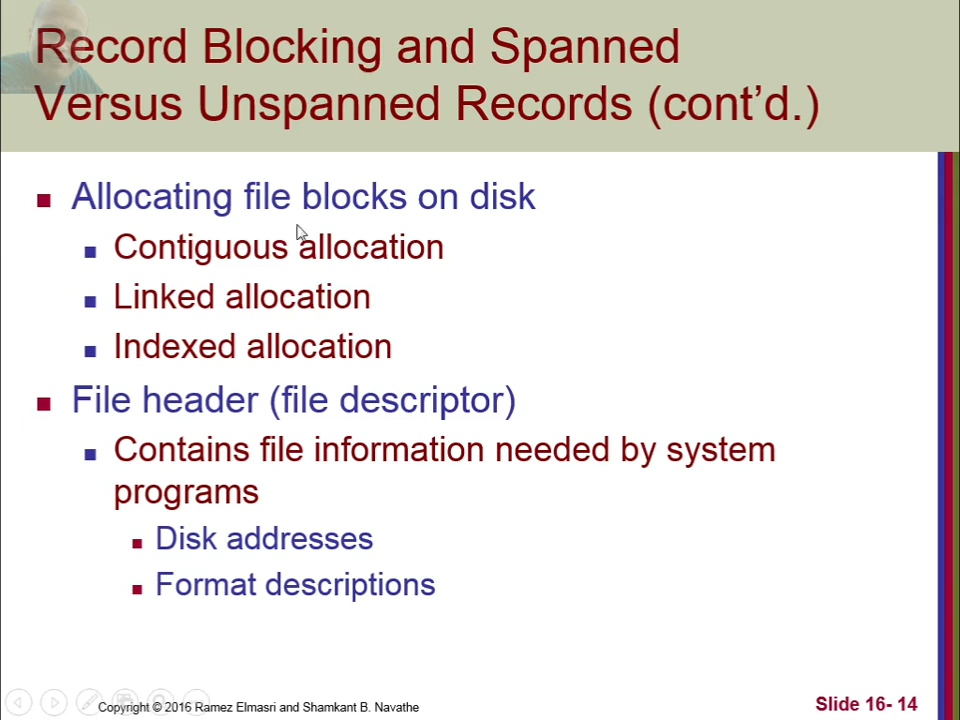 Record Blocking and Spanned
Versus Unspanned Records (cont’d.)
Allocating file blocks on disk
Contiguous allocation
Linked allocation
Indexed allocation
File header (file descriptor)
Contains file information needed by system
programs
Disk addresses
Format descriptions
Copyright © 2016 Ramez Elmasri and Shamkant B. Navathe
Slide 16- 14